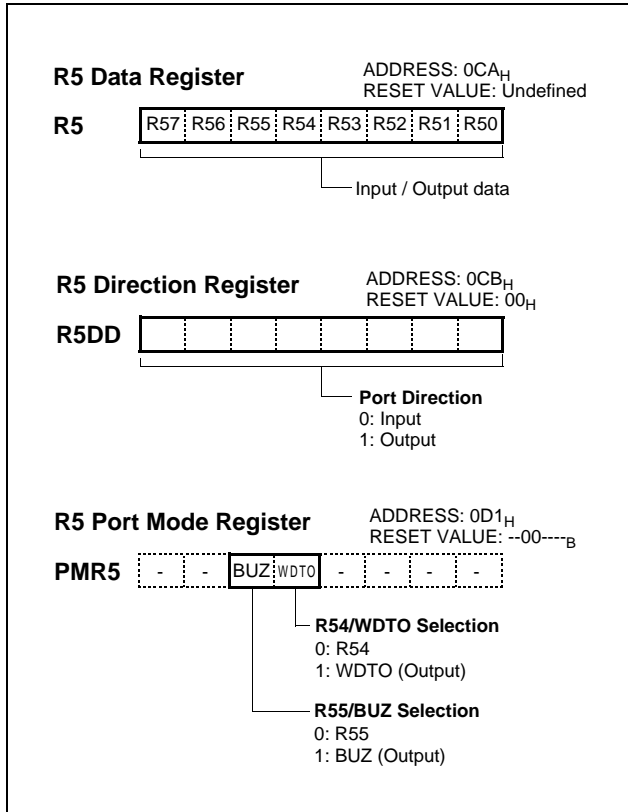 R5 Data Register ADDRESS: 0CAH
RESET VALUE: Undefined
R5 R57 R56 R55 R54 R53 R52 R51 R50
Input / Output data
R5 Direction Register ADDRESS: 0CBH
RESET VALUE: 00H
R5DD
Port Direction
0: Input
1: Output
R5 Port Mode Register ADDRESS: 0D1H
RESET VALUE: --00----B
PMR5 - - BUZ WDTO - - - -
R54/WDTO Selection
0: R54
1: WDTO (Output)
R55/BUZ Selection
0: R55
1: BUZ (Output)